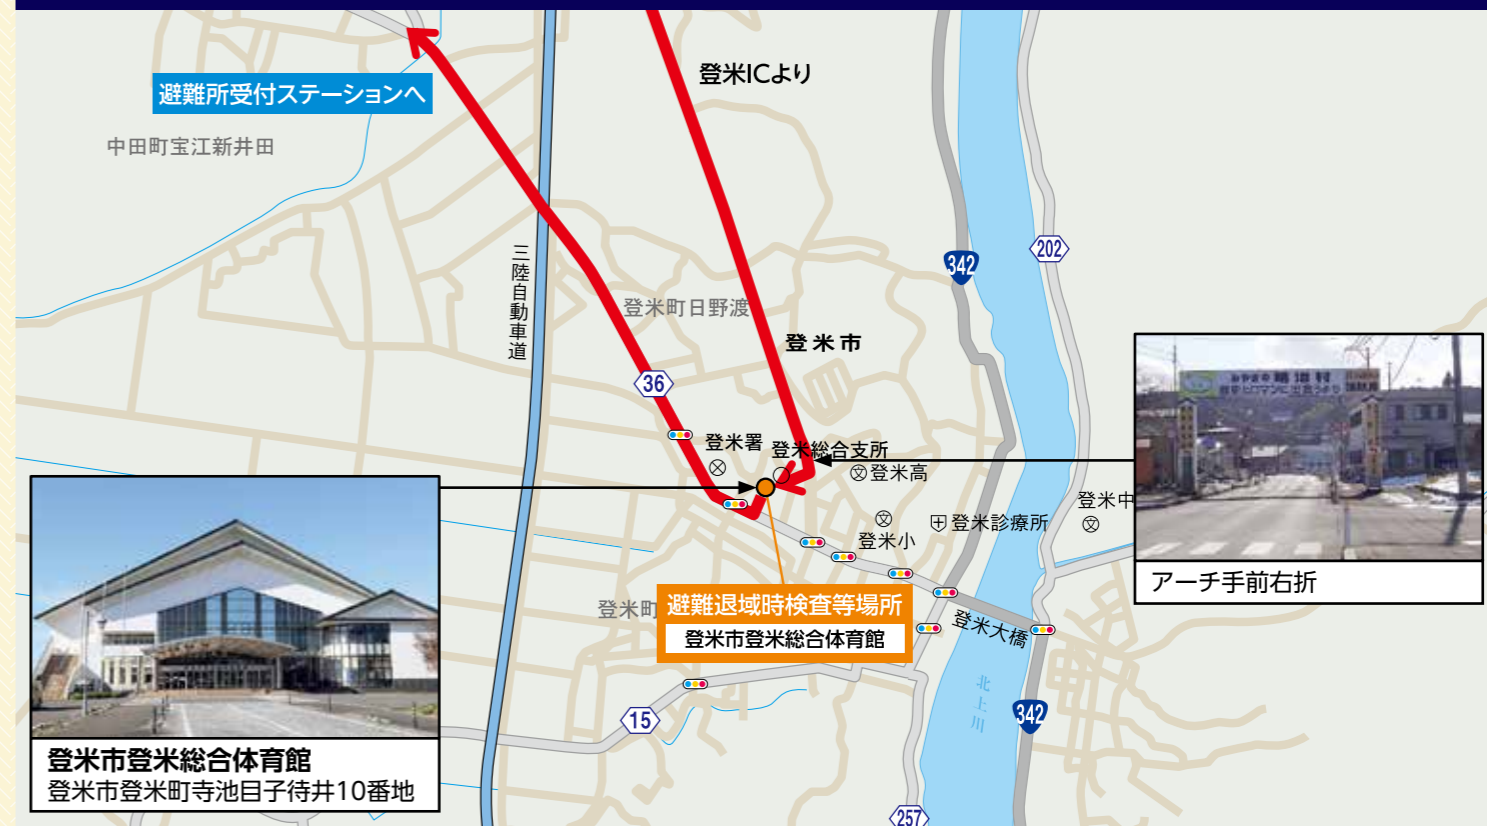 登米ICより
避難所受付ステーションへ
中田町宝江新井田
三陸自動車道
202
342
登米町日野渡
登米市
36
登米署
登米総合支所
登米高
文
登米中
文
文
登米小
登米診療所
アーチ手前右折
避難退域時検査等場所
登米市登米総合体育館
登米町
登米大橋
北上川
15
342
257
登米市登米総合体育館
登米市登米町寺池目子待井10番地